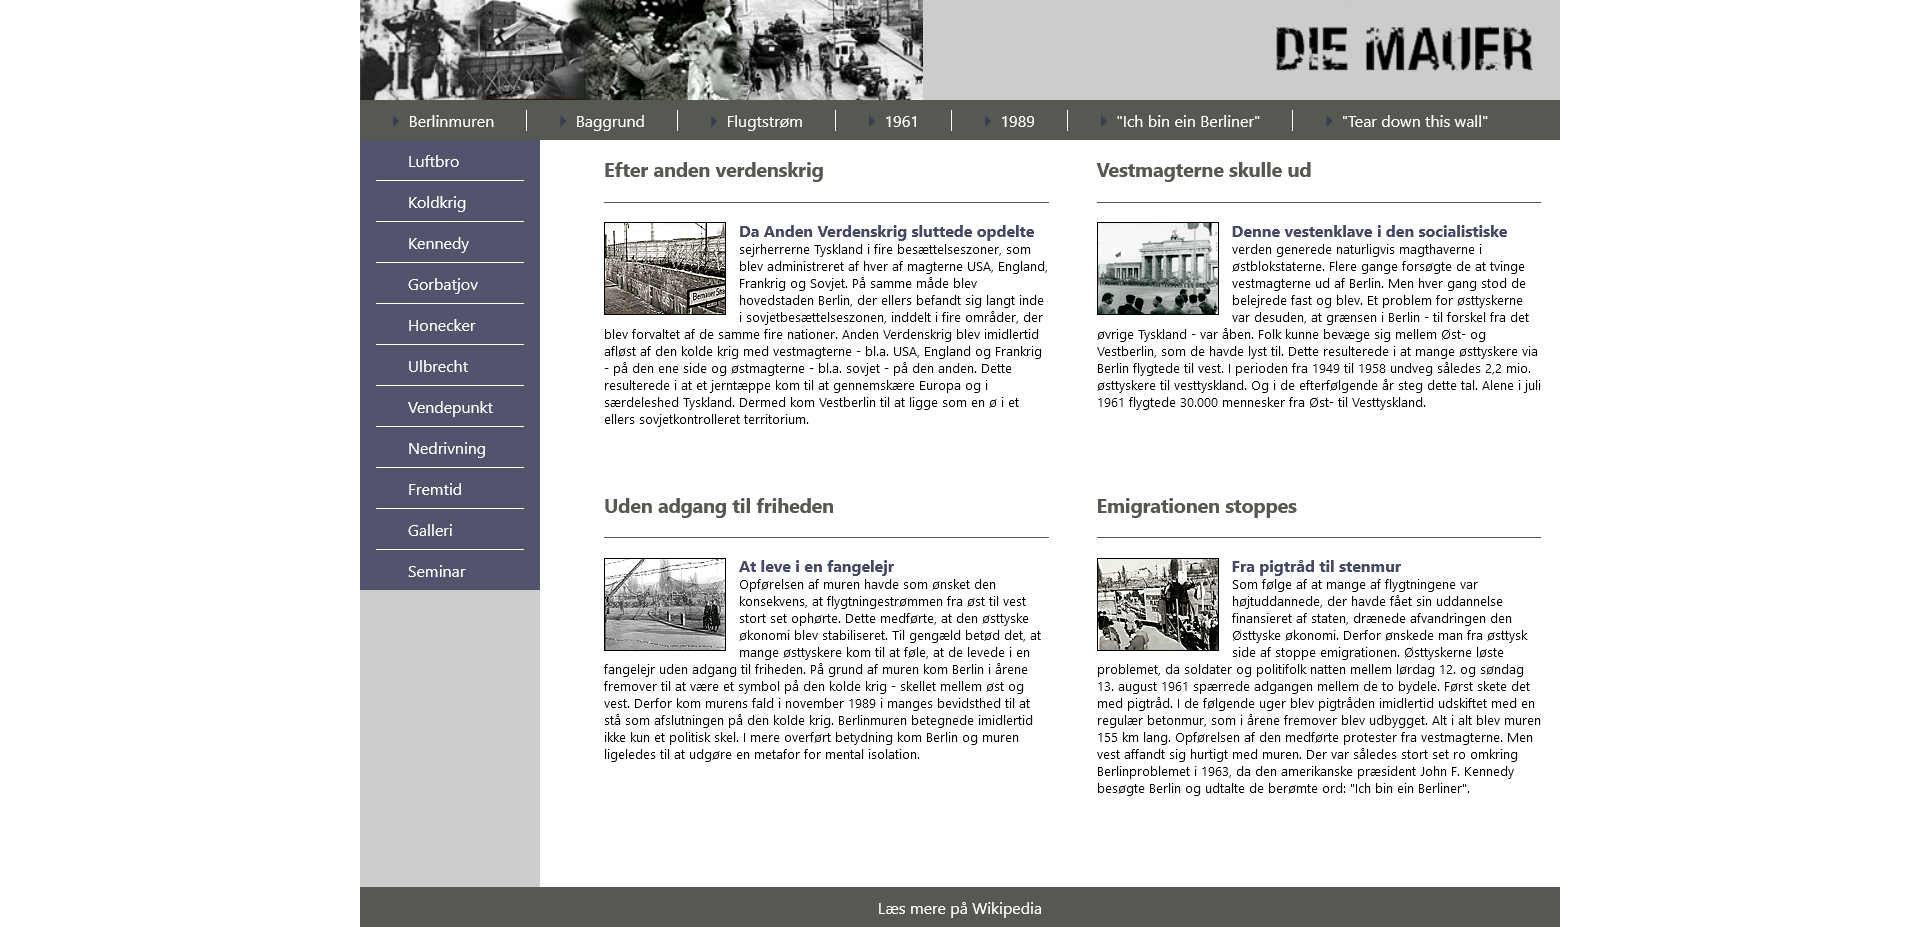 DIE MAUER
Berlinmuren
Baggrund
Flugtstrøm
1961
1989
"Ich bin ein Berliner"
"Tear down this wall"
Luftbro
Koldkrig
Kennedy
Gorbatjov
Honecker
Ulbrecht
Vendepunkt
Nedrivning
Fremtid
Galleri
Seminar
Efter anden verdenskrig
Da Anden Verdenskrig sluttede opdelte
sejrherrerne Tyskland i fire besættelseszoner, som
blev administreret af hver af magterne USA, England,
Frankrig og Sovjet. På samme måde blev
hovedstaden Berlin, der ellers befandt sig langt inde
i sovjetbesættelseszonen, inddelt i fire områder, der
blev forvaltet af de samme fire nationer. Anden Verdenskrig blev imidlertid
afløst af den kolde krig med vestmagterne - bl.a. USA, England og Frankrig
- på den ene side og østmagterne - bl.a. sovjet - på den anden. Dette
resulterede i at et jerntæppe kom til at gennemskære Europa og i
særdeleshed Tyskland. Dermed kom Vestberlin til at ligge som en ø i et
ellers sovjetkontrolleret territorium.
Vestmagterne skulle ud
Denne vestenklave i den socialistiske
verden generede naturligvis magthaverne i
østblokstaterne. Flere gange forsøgte de at tvinge
vestmagterne ud af Berlin. Men hver gang stod de
belejrede fast og blev. Et problem for østtyskerne
var desuden, at grænsen i Berlin - til forskel fra det
øvrige Tyskland - var åben. Folk kunne bevæge sig mellem Øst- og
Vestberlin, som de havde lyst til. Dette resulterede i at mange østtyskere via
Berlin flygtede til vest. I perioden fra 1949 til 1958 undveg således 2,2 mio.
østtyskere til vesttyskland. Og i de efterfølgende år steg dette tal. Alene i juli
1961 flygtede 30.000 mennesker fra Øst- til Vesttyskland.
Uden adgang til friheden
At leve i en fangelejr
Opførelsen af muren havde som ønsket den
konsekvens, at flygtningestrømmen fra øst til vest
stort set ophørte. Dette medførte, at den østtyske
økonomi blev stabiliseret. Til gengæld betød det, at
mange østtyskere kom til at føle, at de levede i en
fangelejr uden adgang til friheden. På grund af muren kom Berlin i årene
fremover til at være et symbol på den kolde krig - skellet mellem øst og
vest. Derfor kom murens fald i november 1989 i manges bevidsthed til at
stå som afslutningen på den kolde krig. Berlinmuren betegnede imidlertid
ikke kun et politisk skel. I mere overført betydning kom Berlin og muren
ligeledes til at udgøre en metafor for mental isolation.
Emigrationen stoppes
Fra pigtråd til stenmur
Som følge af at mange af flygtningene var
højtuddannede, der havde fået sin uddannelse
finansieret af staten, drænede afvandringen den
Østtyske økonomi. Derfor ønskede man fra østtysk
side af stoppe emigrationen. Østtyskerne løste
problemet, da soldater og politifolk natten mellem lørdag 12. og søndag
13. august 1961 spærrede adgangen mellem de to bydele. Først skete det
med pigtråd. I de følgende uger blev pigtråden imidlertid udskiftet med en
regulær betonmur, som i årene fremover blev udbygget. Alt i alt blev muren
155 km lang. Opførelsen af den medførte protester fra vestmagterne. Men
vest affandt sig hurtigt med muren. Der var således stort set ro omkring
Berlinproblemet i 1963, da den amerikanske præsident John F. Kennedy
besøgte Berlin og udtalte de berømte ord: "Ich bin ein Berliner".
Læs mere på Wikipedia